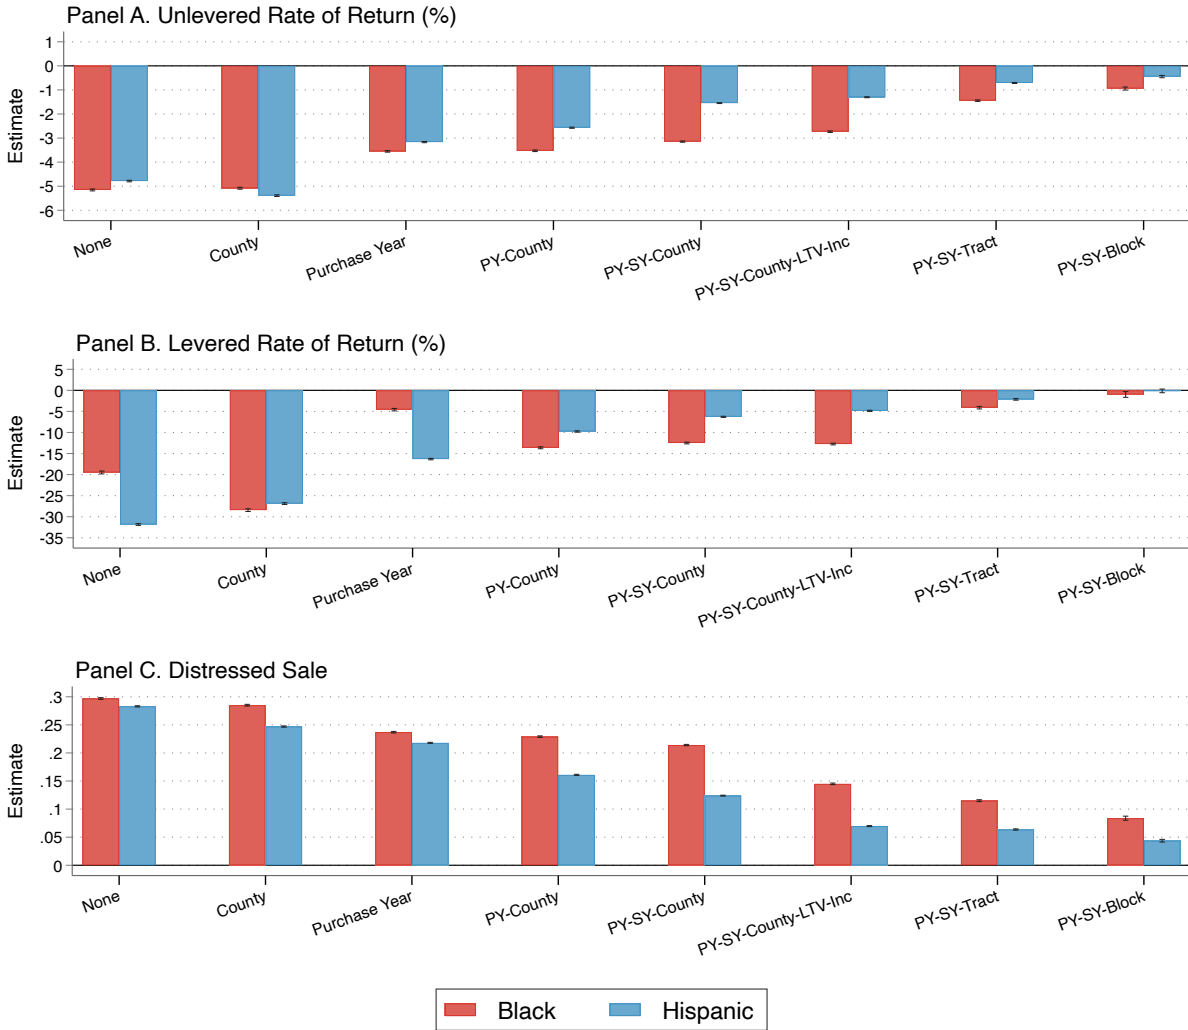 Panel A. Unlevered Rate of Return (%)
Estimate
1
0
-1
-2
-3
-4
-5
-6
None
County
Purchase Year
PY-County
PY-SY-County
PY-SY-County-LTV-Inc
PY-SY-Tract
PY-SY-Block
Panel B. Levered Rate of Return (%)
Estimate
5
0
-5
-10
-15
-20
-25
-30
-35
None
County
Purchase Year
PY-County
PY-SY-County
PY-SY-County-LTV-Inc
PY-SY-Tract
PY-SY-Block
Panel C. Distressed Sale
Estimate
.3
.25
.2
.15
.1
.05
0
None
County
Purchase Year
PY-County
PY-SY-County
PY-SY-County-LTV-Inc
PY-SY-Tract
PY-SY-Block
Black
Hispanic